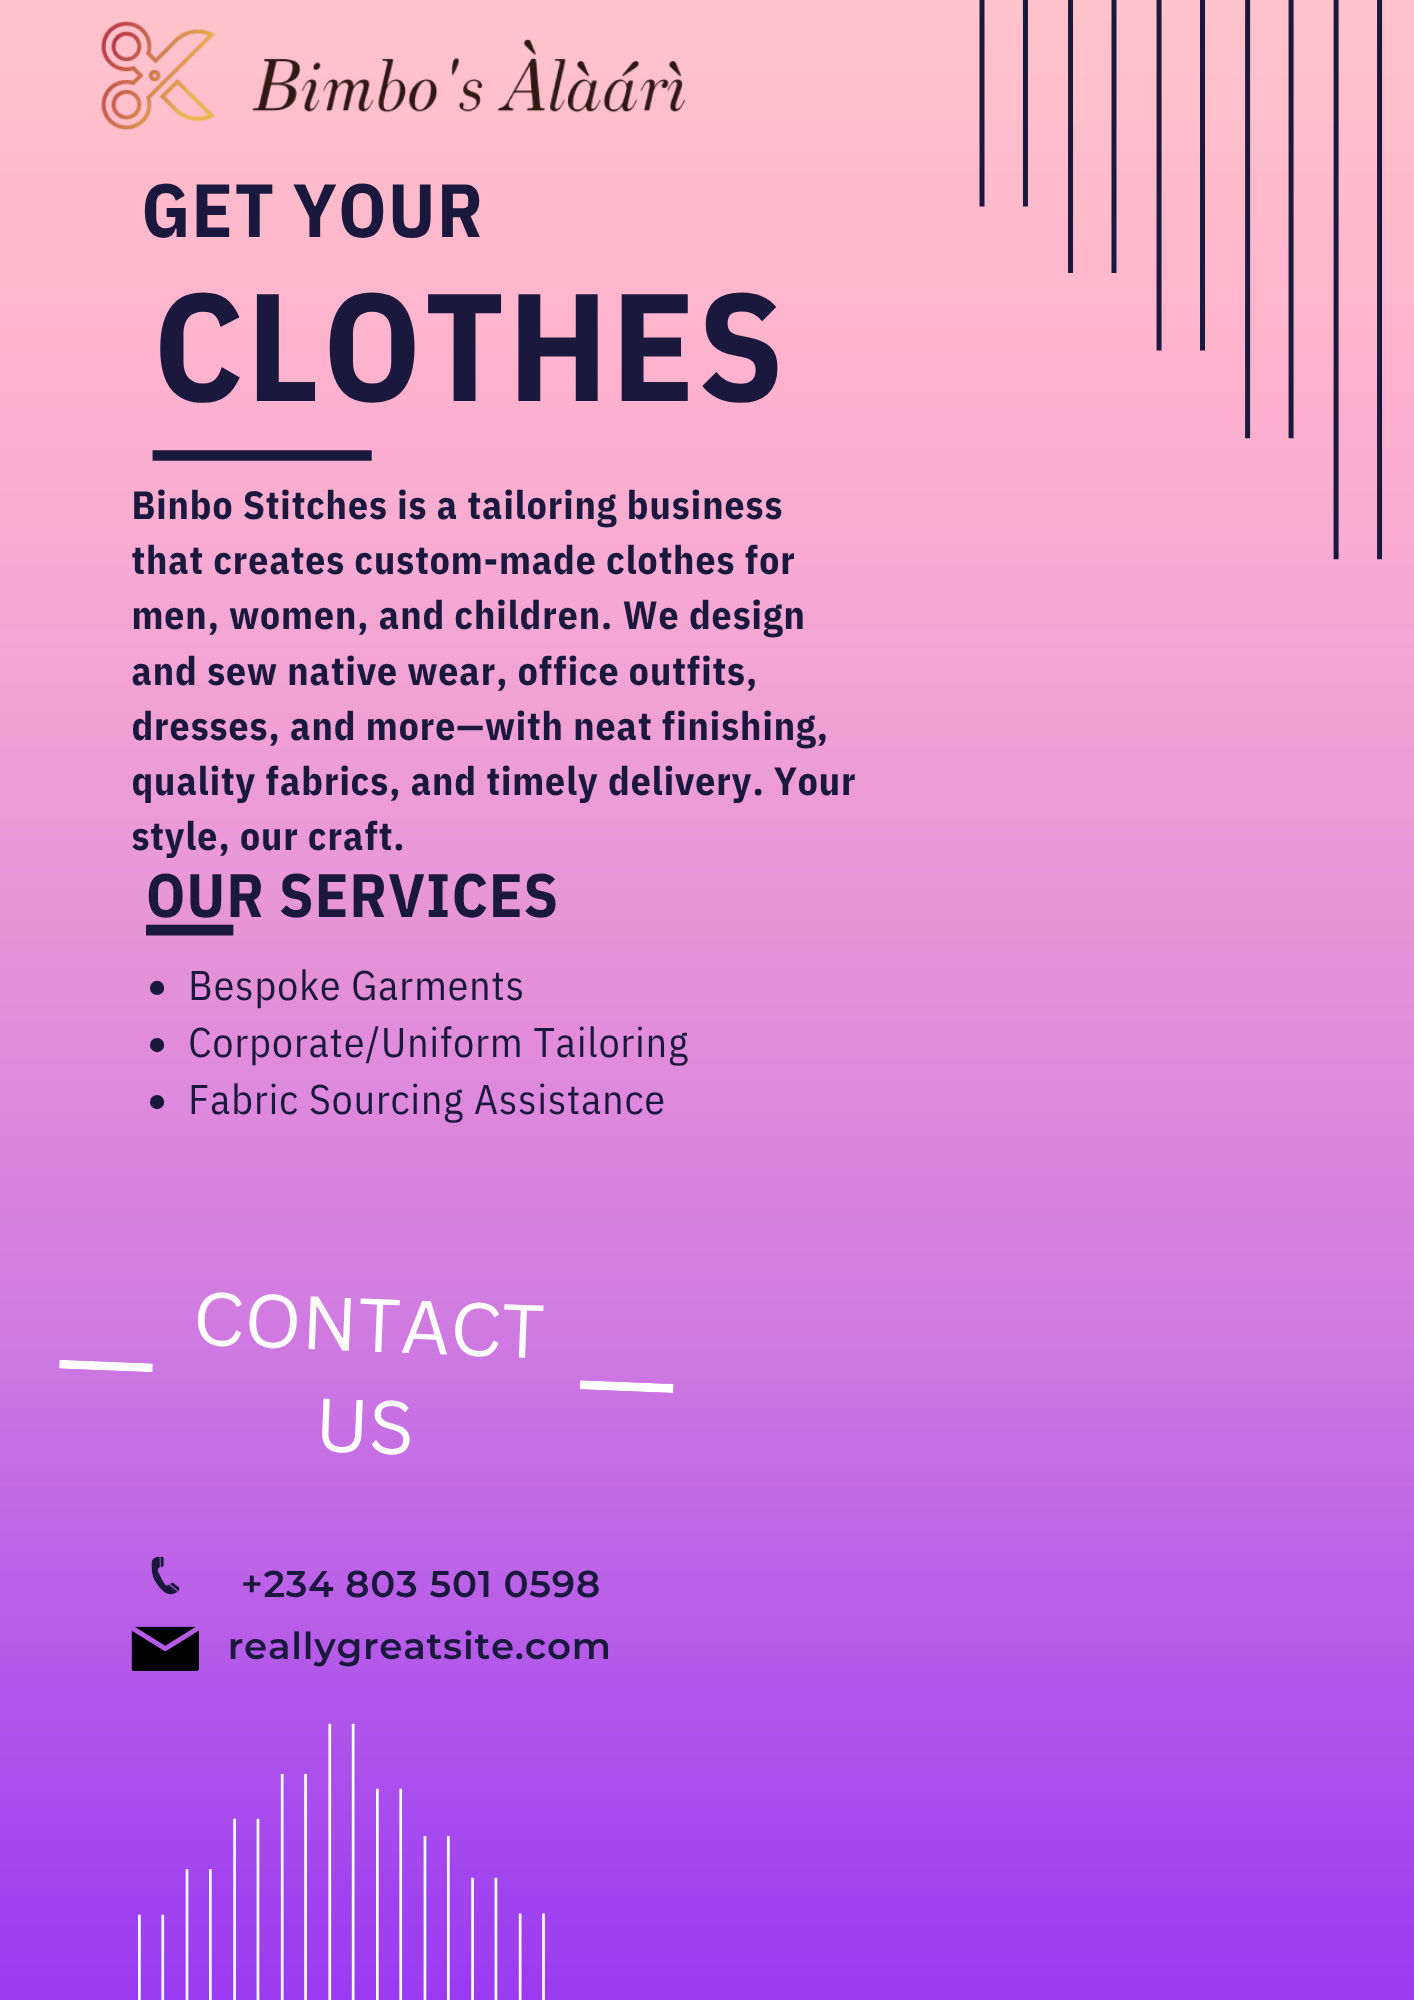 Bimbo's Àlàárì
GET YOUR
CLOTHES
Binbo Stitches is a tailoring business
that creates custom-made clothes for
men, women, and children. We design
and sew native wear, office outfits,
dresses, and more—with neat finishing,
quality fabrics, and timely delivery. Your
style, our craft.
OUR SERVICES
• Bespoke Garments
• Corporate/Uniform Tailoring
• Fabric Sourcing Assistance
CONTACT
US
+234 803 501 0598
reallygreatsite.com